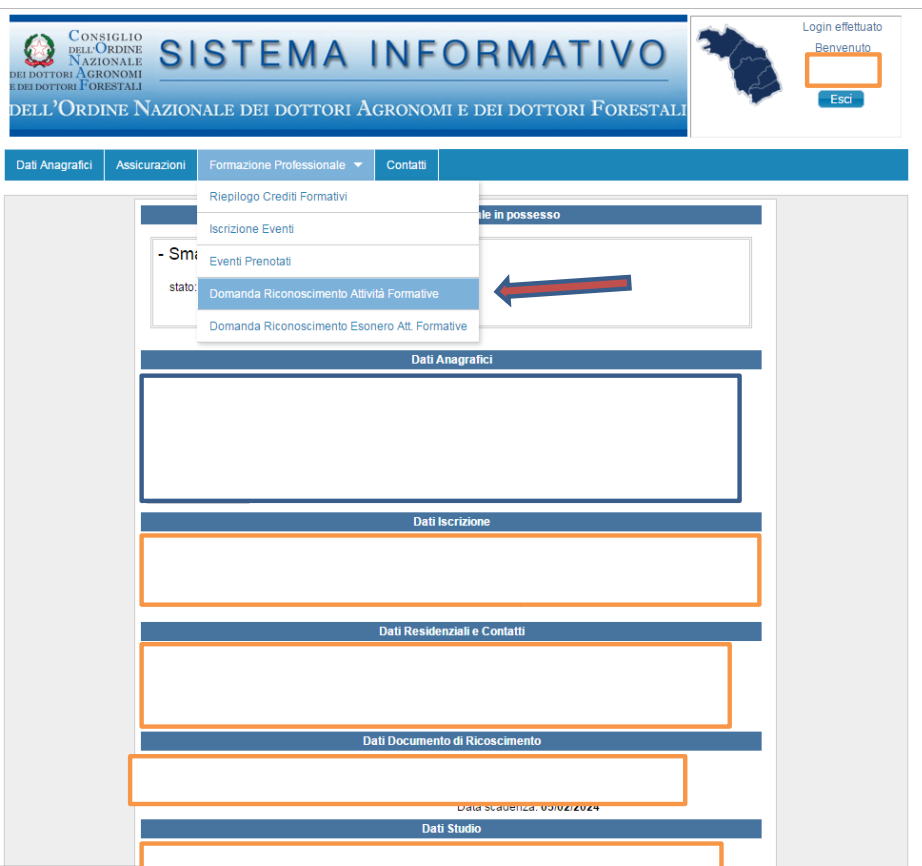 CONSIGLIO
DELL'ORDINE
NAZIONALE
DEI DOTTORI AGRONOMI
E DEI DOTTORI FORESTALI
SISTEMA INFORMATIVO
DELL'ORDINE NAZIONALE DEI DOTTORI AGRONOMI E DEI DOTTORI FORESTALI
Login effettuato
Benvenuto
Esci
Dati Anagrafici Assicurazioni Formazione Professionale Contatti
Riepilogo Crediti Formativi
in possesso
Iscrizione Eventi
Eventi Prenotati
stato:
Domanda Riconoscimento Attività Formative
Domanda Riconoscimento Esonero Att. Formative
Dati Anagrafici
Dati Iscrizione
Dati Residenziali e Contatti
Dati Documento di Ricoscimento
Data scadenza: 05/02/2024
Dati Studio